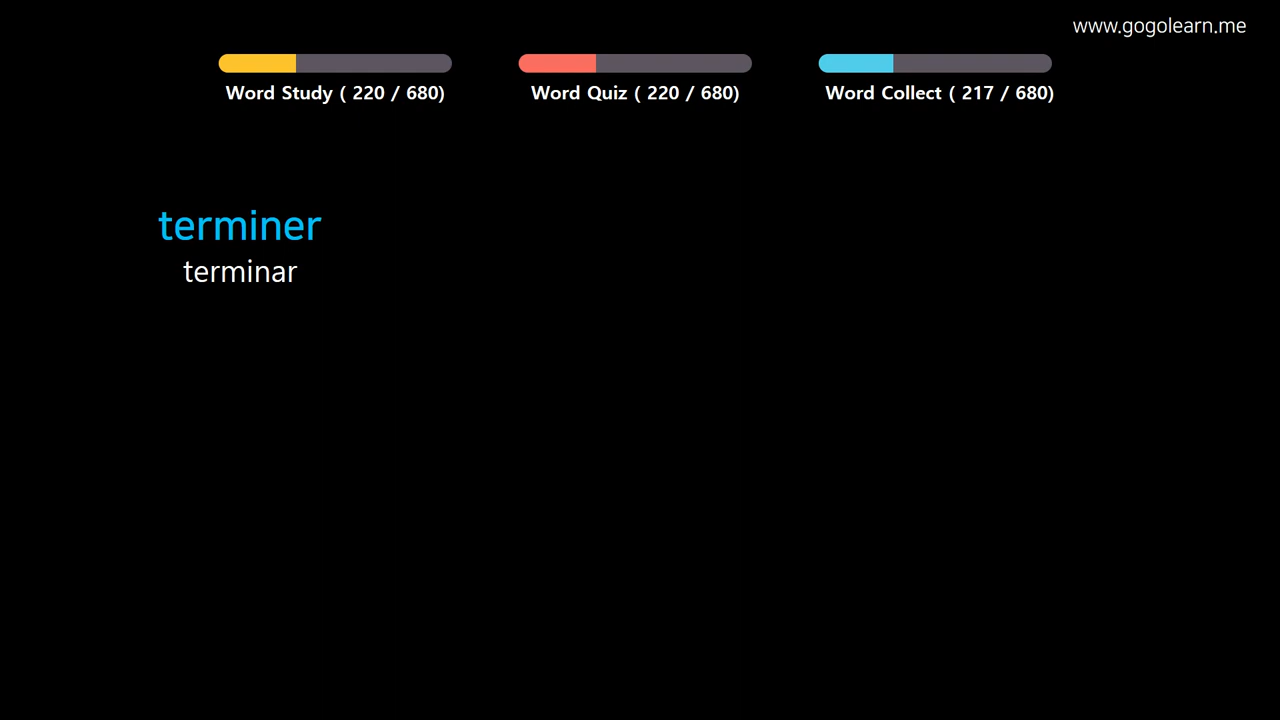 www.gogolearn.me
Word Study ( 220 / 680)
Word Quiz ( 220 / 680)
Word Collect ( 217 / 680)
terminer
terminar